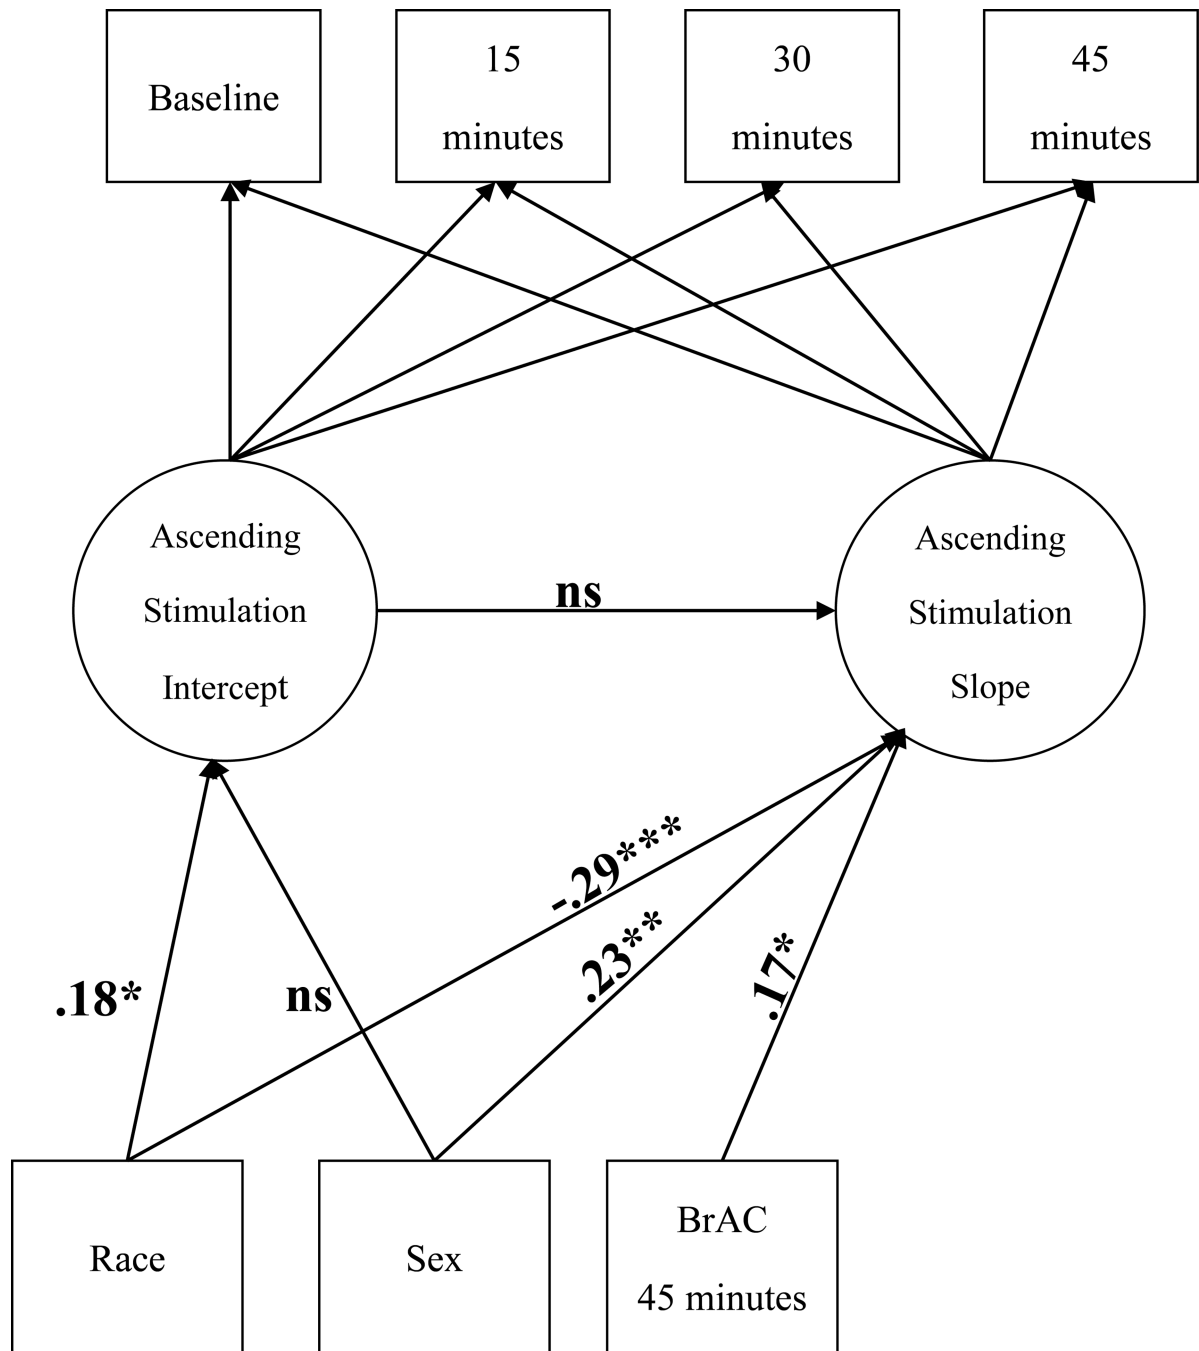 Baseline
15
minutes
30
minutes
45
minutes
Ascending
Stimulation
Intercept
ns
Ascending
Stimulation
Slope
-.29***
.23**
.17*
.18*
ns
Race
Sex
BrAC
45 minutes